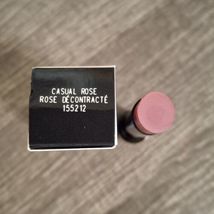 CASUAL ROSE
ROSE DÉCONTRACTÉ
155212